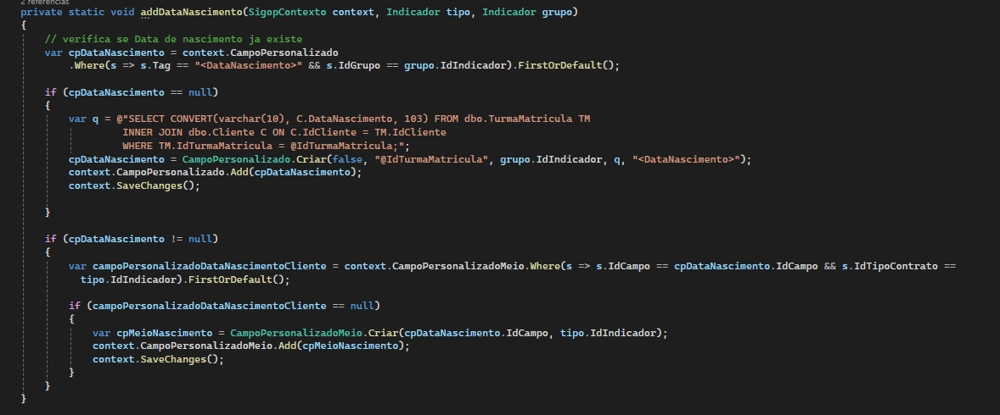 2 referências
private static void addDataNascimento(SigopContexto context, Indicador tipo, Indicador grupo)
{
// verifica se Data de nascimento ja existe
var cpDataNascimento = context.CampoPersonalizado
.Where(s => s.Tag == "<DataNascimento>" && s.IdGrupo == grupo.IdIndicador).FirstOrDefault();
if (cpDataNascimento == null)
{
var q = @"SELECT CONVERT(varchar(10), C.DataNascimento, 103) FROM dbo.TurmaMatricula TM
INNER JOIN dbo.Cliente C ON C.IdCliente = TM.IdCliente
WHERE TM.IdTurmaMatricula = @IdTurmaMatricula;";
cpDataNascimento = CampoPersonalizado.Criar(false, "@IdTurmaMatricula", grupo.IdIndicador, q, "<DataNascimento>");
context.CampoPersonalizado.Add(cpDataNascimento);
context.SaveChanges();
}
if (cpDataNascimento != null)
{
var campoPersonalizadoDataNascimentoCliente = context.CampoPersonalizadoMeio.Where(s => s.IdCampo == cpDataNascimento.IdCampo && s.IdTipoContrato ==
tipo.IdIndicador).FirstOrDefault();
if (campoPersonalizadoDataNascimentoCliente == null)
{
var cpMeioNascimento = CampoPersonalizadoMeio.Criar(cpDataNascimento.IdCampo, tipo.IdIndicador);
context.CampoPersonalizadoMeio.Add(cpMeioNascimento);
context.SaveChanges();
}
}
}